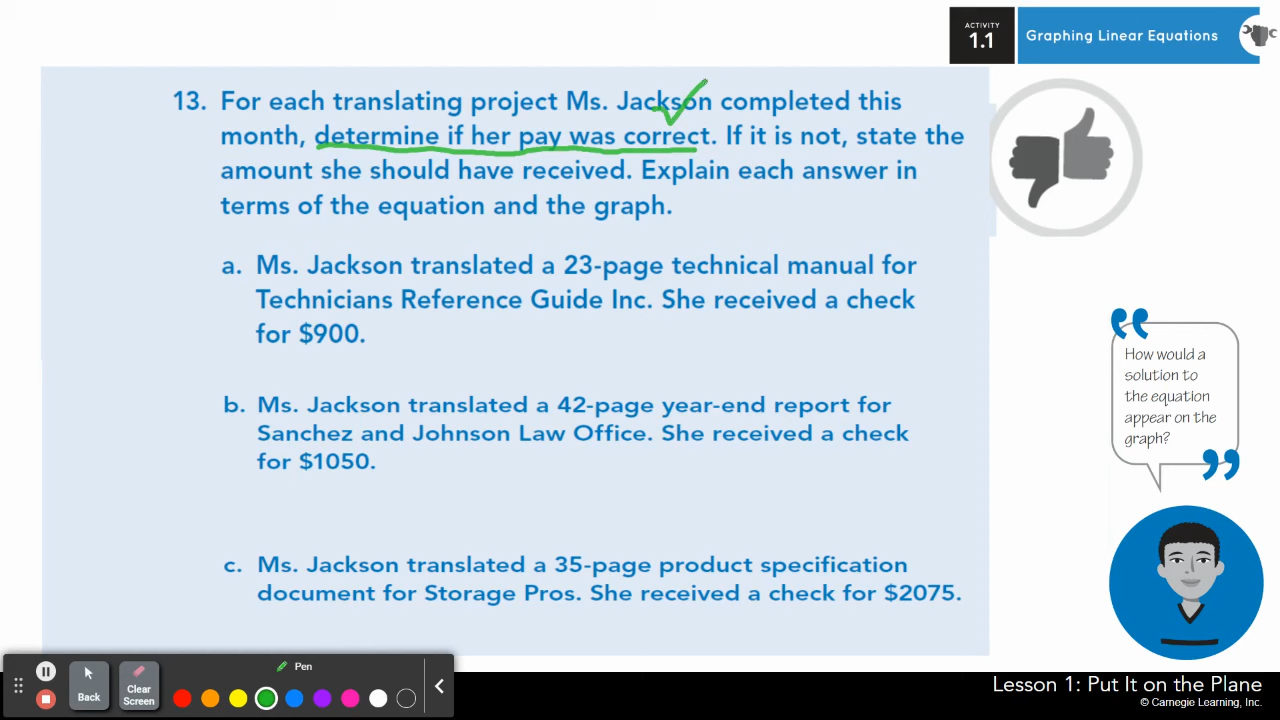 ACTIVITY
1.1
Graphing Linear Equations
13. For each translating project Ms. Jackson completed this
month, determine if her pay was correct. If it is not, state the
amount she should have received. Explain each answer in
terms of the equation and the graph.
a. Ms. Jackson translated a 23-page technical manual for
Technicians Reference Guide Inc. She received a check
for $900.
b. Ms. Jackson translated a 42-page year-end report for
Sanchez and Johnson Law Office. She received a check
for $1050.
c. Ms. Jackson translated a 35-page product specification
document for Storage Pros. She received a check for $2075.
“
How would a
solution to
the equation
appear on the
graph?
”
Pen
Back
Clear
Screen
Lesson 1: Put It on the Plane
© Carnegie Learning, Inc.